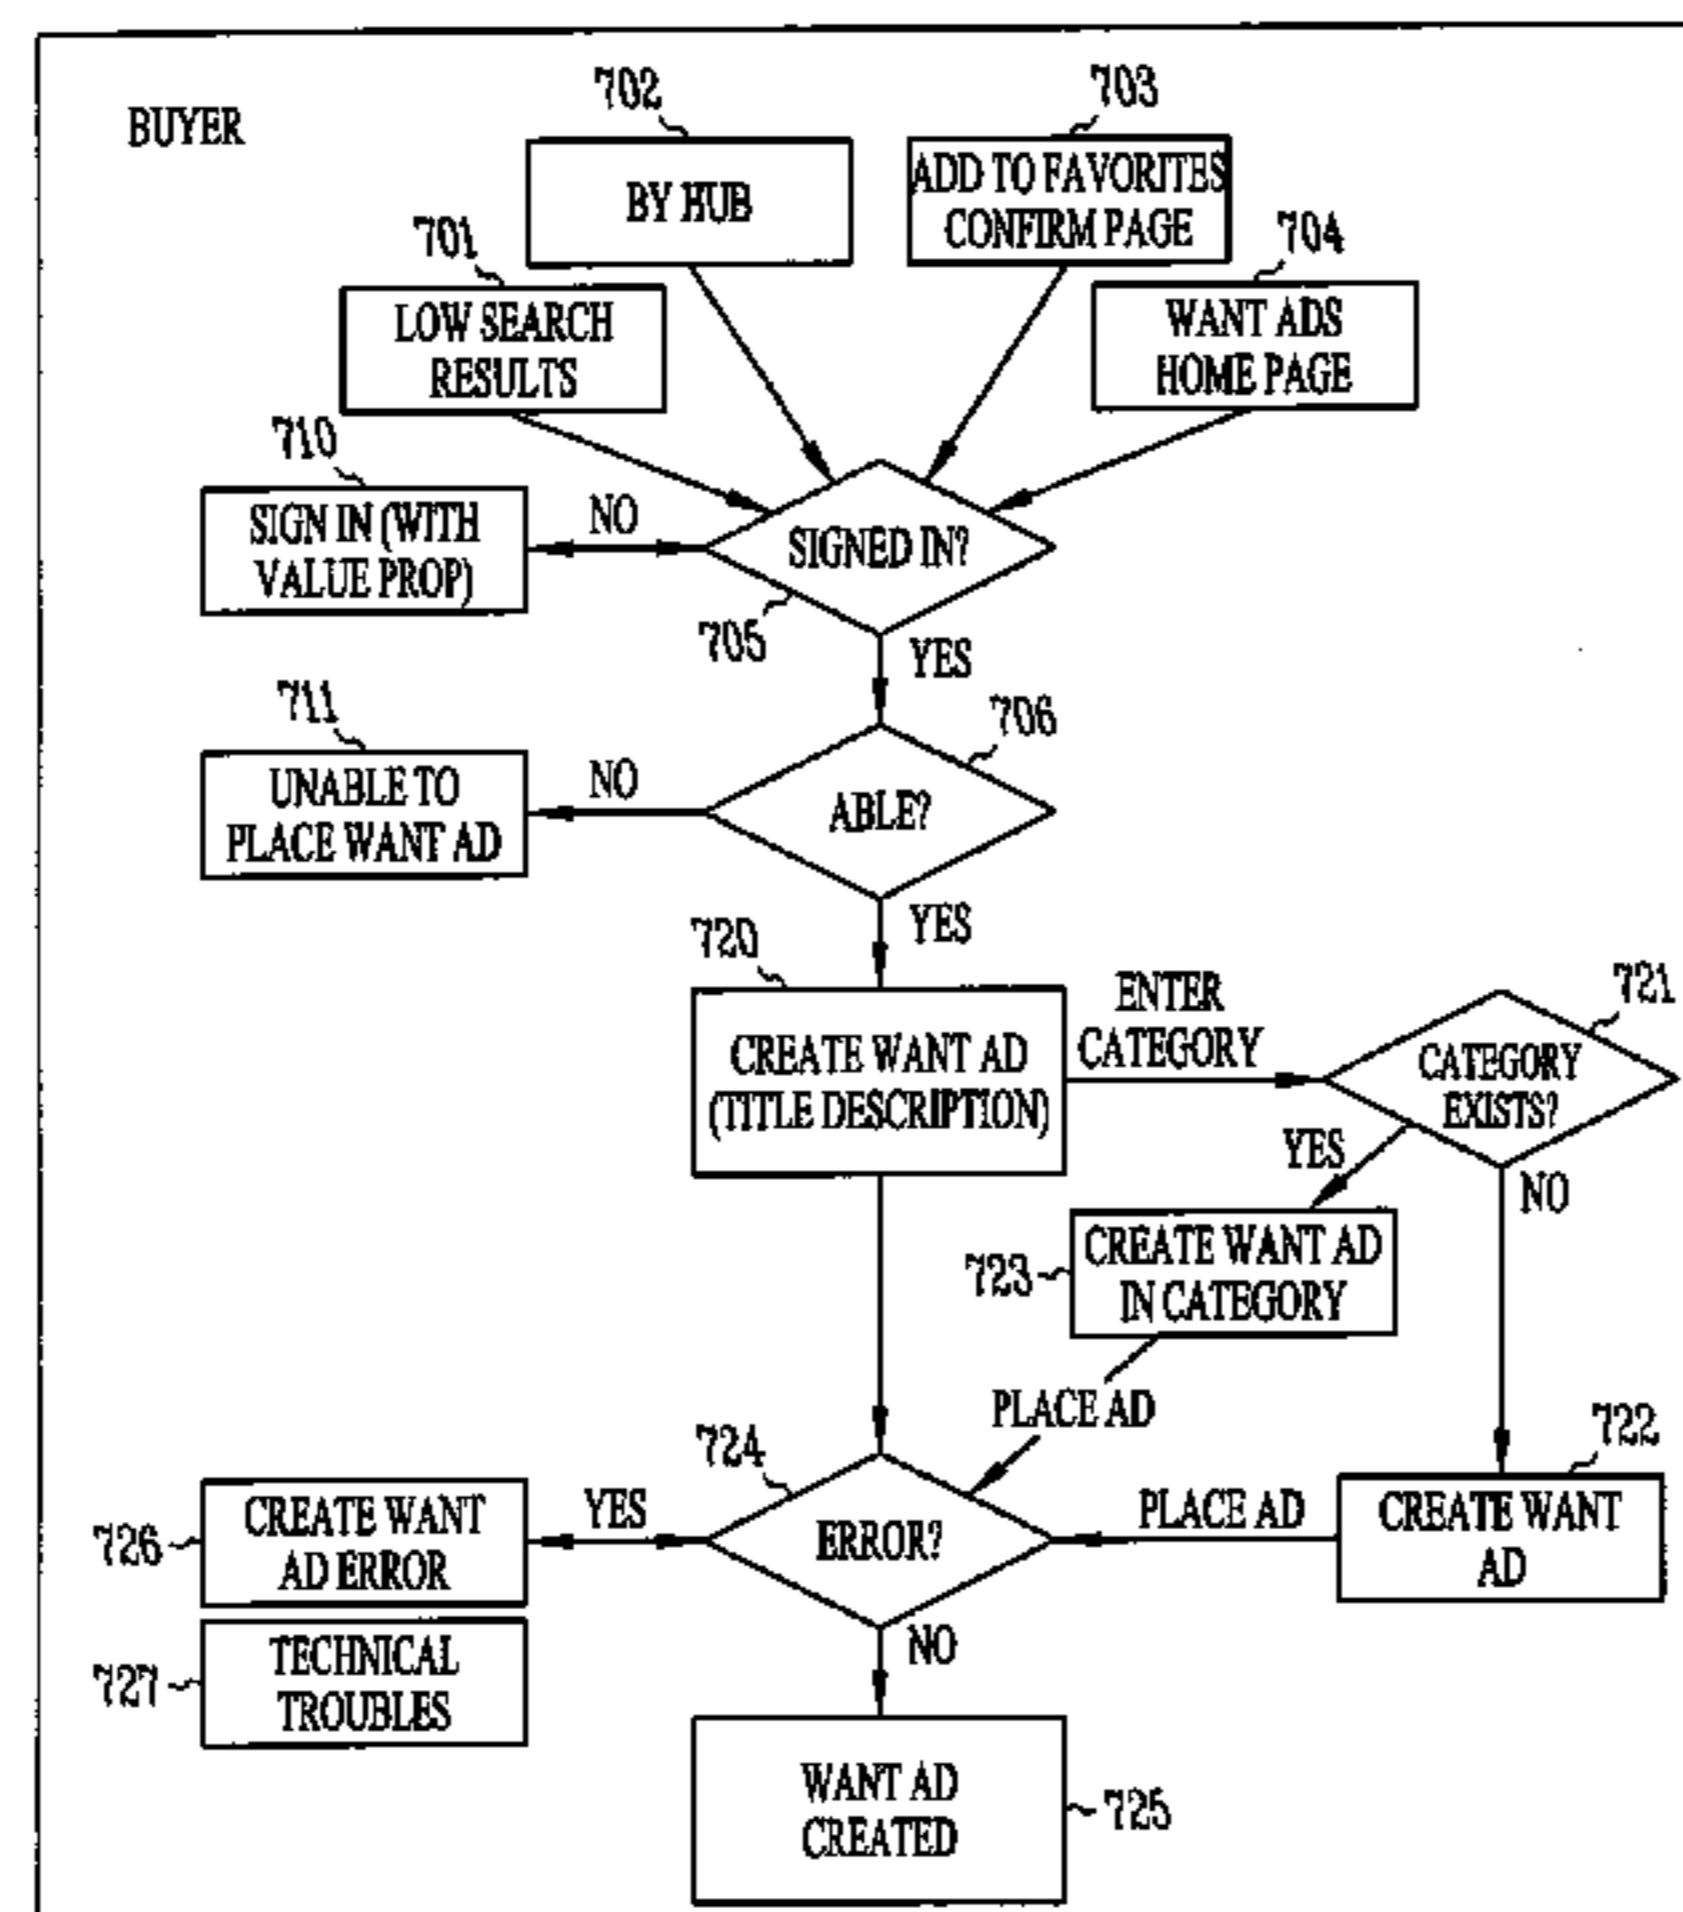 BUYER
702
BY HUB
703
ADD TO FAVORITES
CONFIRM PAGE
701
LOW SEARCH
RESULTS
704
WANT ADS
HOME PAGE
710
SIGN IN (WITH
VALUE PROP)
NO
SIGNED IN?
705
YES
711
UNABLE TO
PLACE WANT AD
NO
706
ABLE?
YES
720
CREATE WANT AD
(TITLE DESCRIPTION)
ENTER
CATEGORY
721
CATEGORY
EXISTS?
YES
NO
723
CREATE WANT AD
IN CATEGORY
PLACE AD
724
ERROR?
YES
726
CREATE WANT
AD ERROR
PLACE AD
722
CREATE WANT
AD
727
TECHNICAL
TROUBLES
NO
WANT AD
CREATED
725